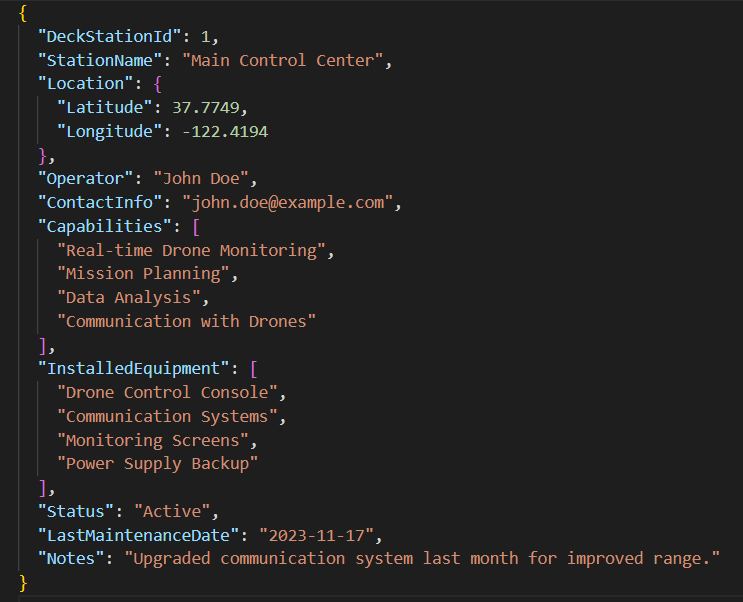 {
  "DeckStationId": 1,
  "StationName": "Main Control Center",
  "Location": {
    "Latitude": 37.7749,
    "Longitude": -122.4194
  },
  "Operator": "John Doe",
  "ContactInfo": "john.doe@example.com",
  "Capabilities": [
    "Real-time Drone Monitoring",
    "Mission Planning",
    "Data Analysis",
    "Communication with Drones"
  ],
  "InstalledEquipment": [
    "Drone Control Console",
    "Communication Systems",
    "Monitoring Screens",
    "Power Supply Backup"
  ],
  "Status": "Active",
  "LastMaintenanceDate": "2023-11-17",
  "Notes": "Upgraded communication system last month for improved range."
}